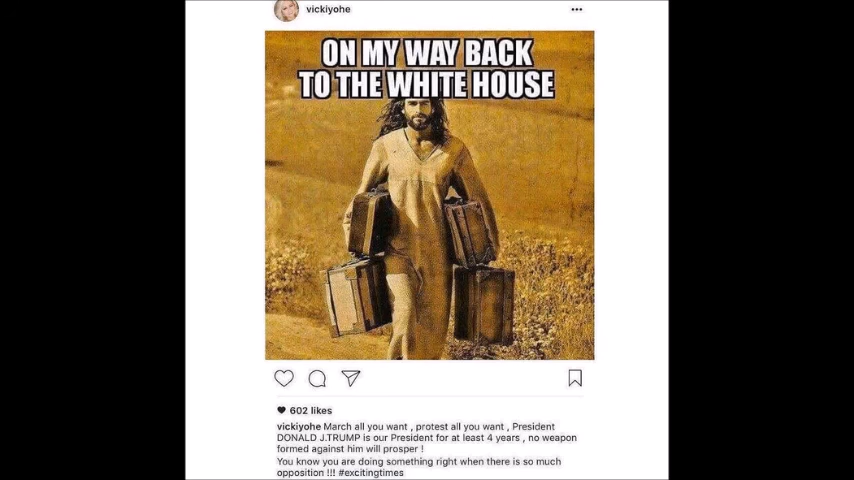 vickiyohe
ON MY WAY BACK
TO THE WHITE HOUSE
602 likes
vickiyohe March all you want , protest all you want , President
DONALD J.TRUMP is our President for at least 4 years , no weapon
formed against him will prosper !
You know you are doing something right when there is so much
opposition !!! #excitingtimes